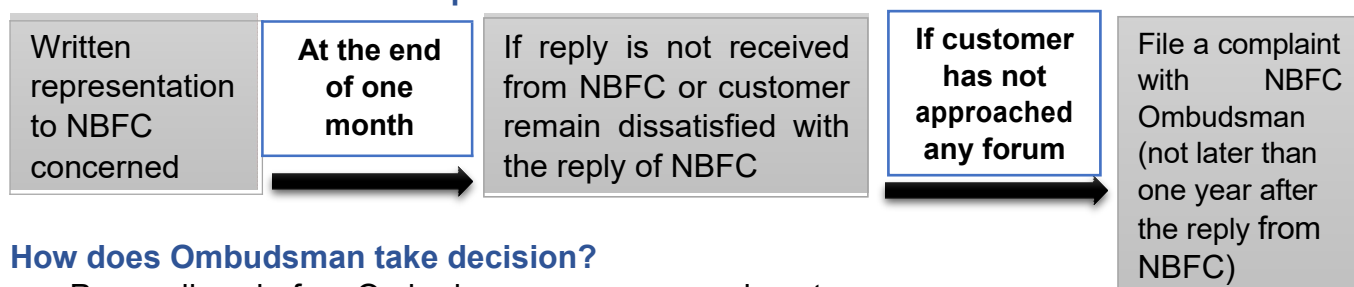 Written
representation
to NBFC
concerned
At the end
of one
month
If reply is not received
from NBFC or customer
remain dissatisfied with
the reply of NBFC
If customer
has not
approached
any forum
File a complaint
with NBFC
Ombudsman
(not later than
one year after
the reply from
NBFC)
How does Ombudsman take decision?